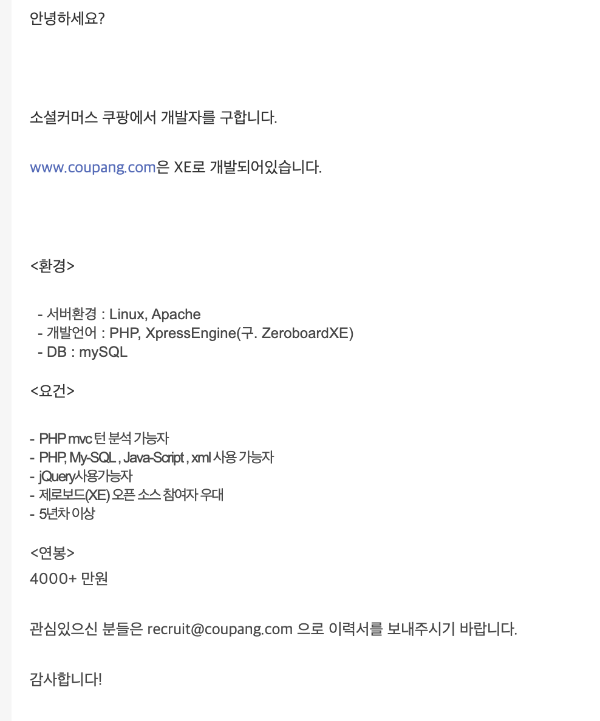 안녕하세요?
소셜커머스 쿠팡에서 개발자를 구합니다.
www.coupang.com은 XE로 개발되어있습니다.
<환경>
- 서버환경 : Linux, Apache
- 개발언어 : PHP, XpressEngine(구. ZeroboardXE)
- DB : mySQL
<요건>
- PHP mvc 턴 분석 가능자
- PHP, My-SQL , Java-Script , xml 사용 가능자
- jQuery사용가능자
- 제로보드(XE) 오픈 소스 참여자 우대
- 5년차 이상
<연봉>
4000+ 만원
관심있으신 분들은 recruit@coupang.com 으로 이력서를 보내주시기 바랍니다.
감사합니다!